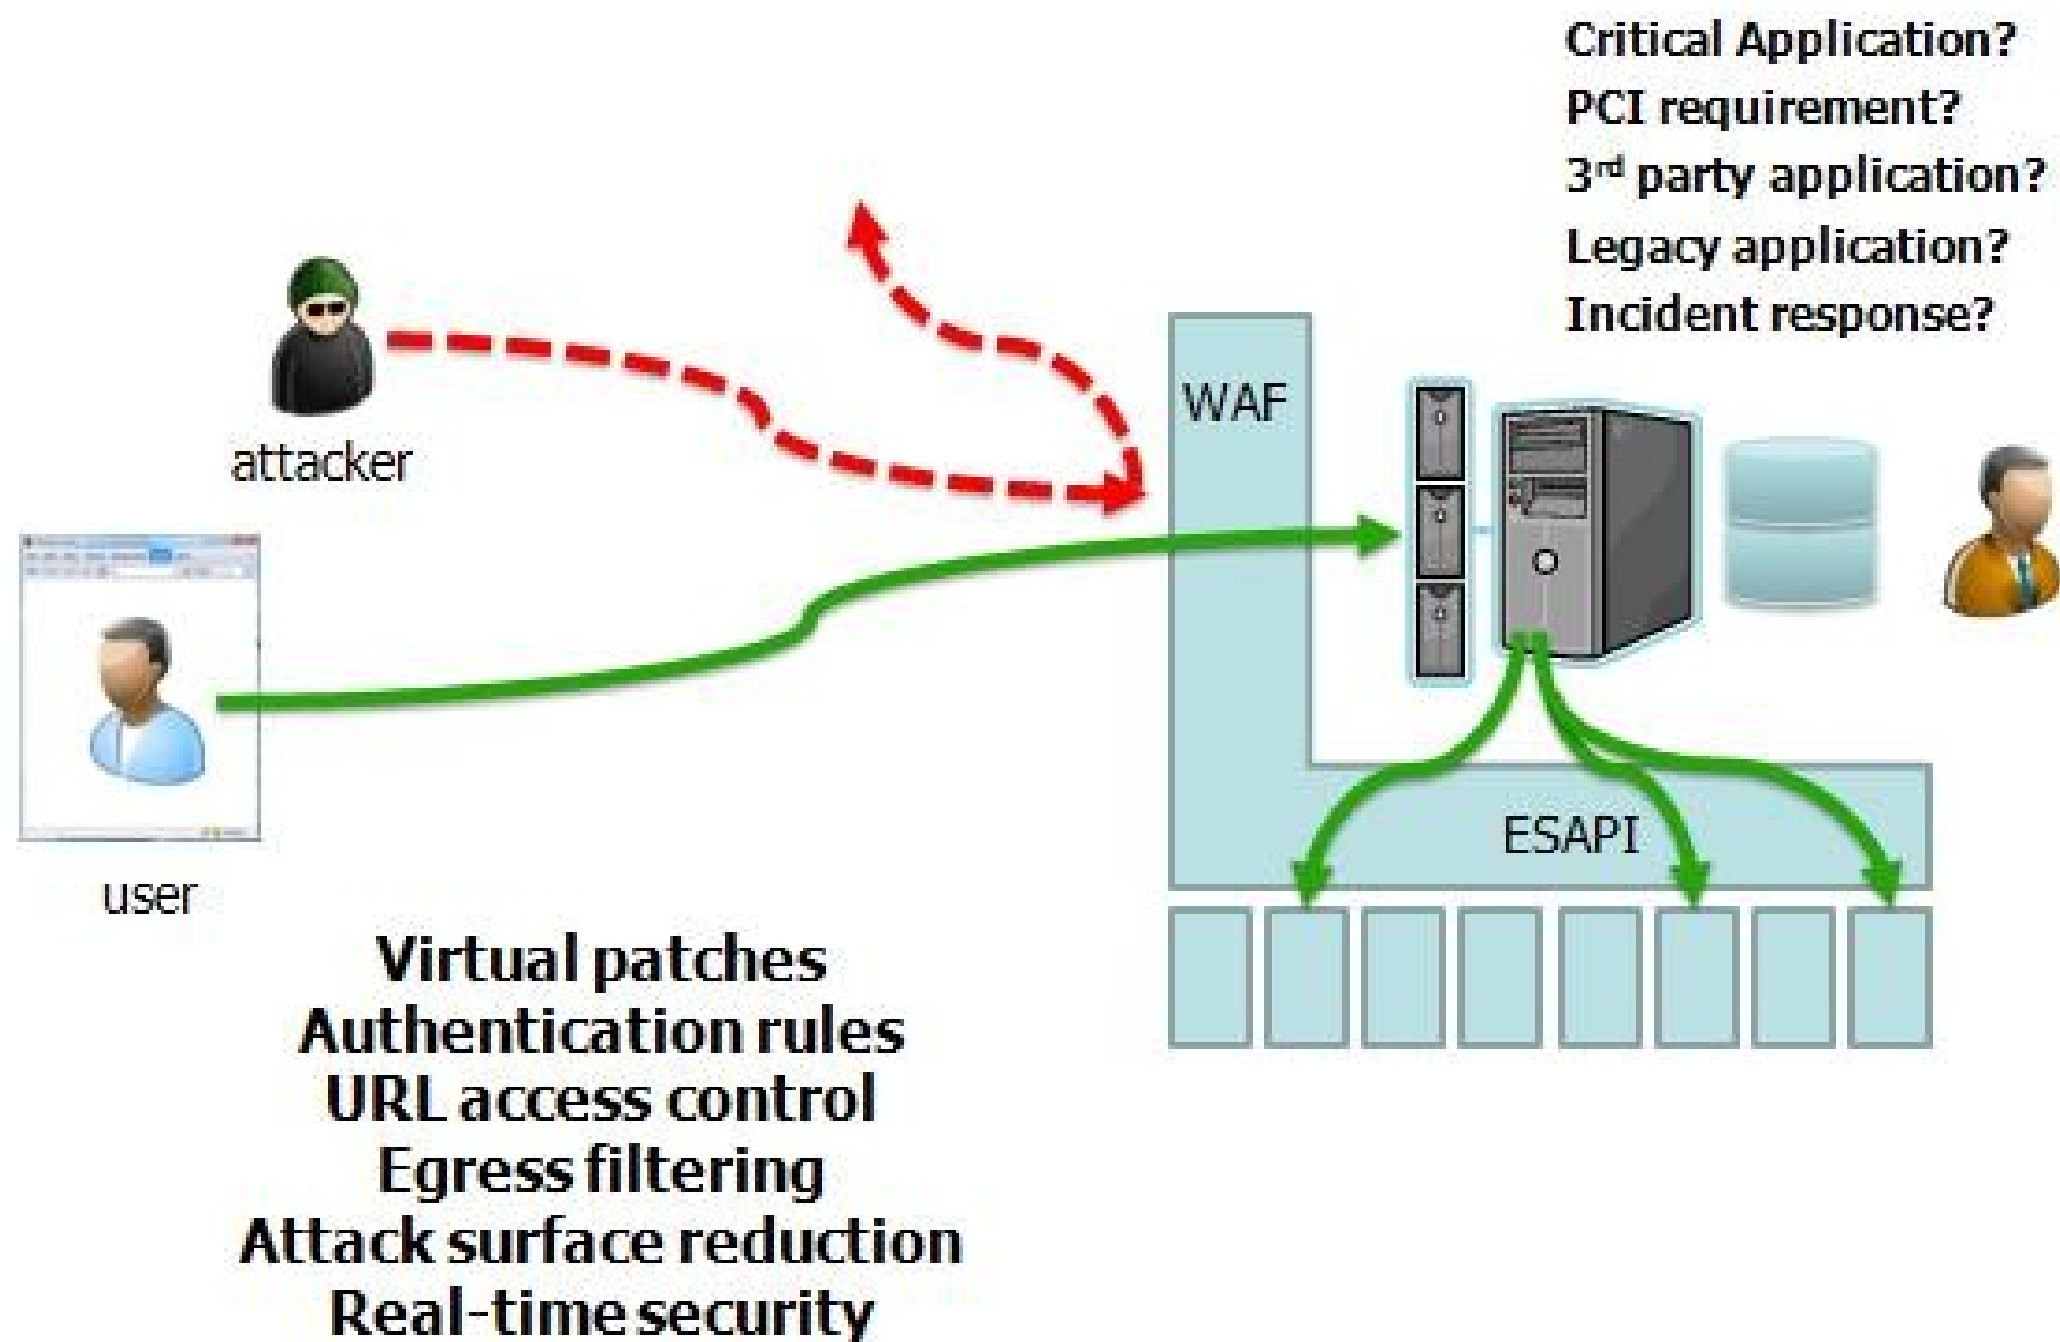 Critical Application?
PCI requirement?
3rd party application?
Legacy application?
Incident response?
WAF
attacker
ESAPI
user
Virtual patches
Authentication rules
URL access control
Egress filtering
Attack surface reduction
Real-time security